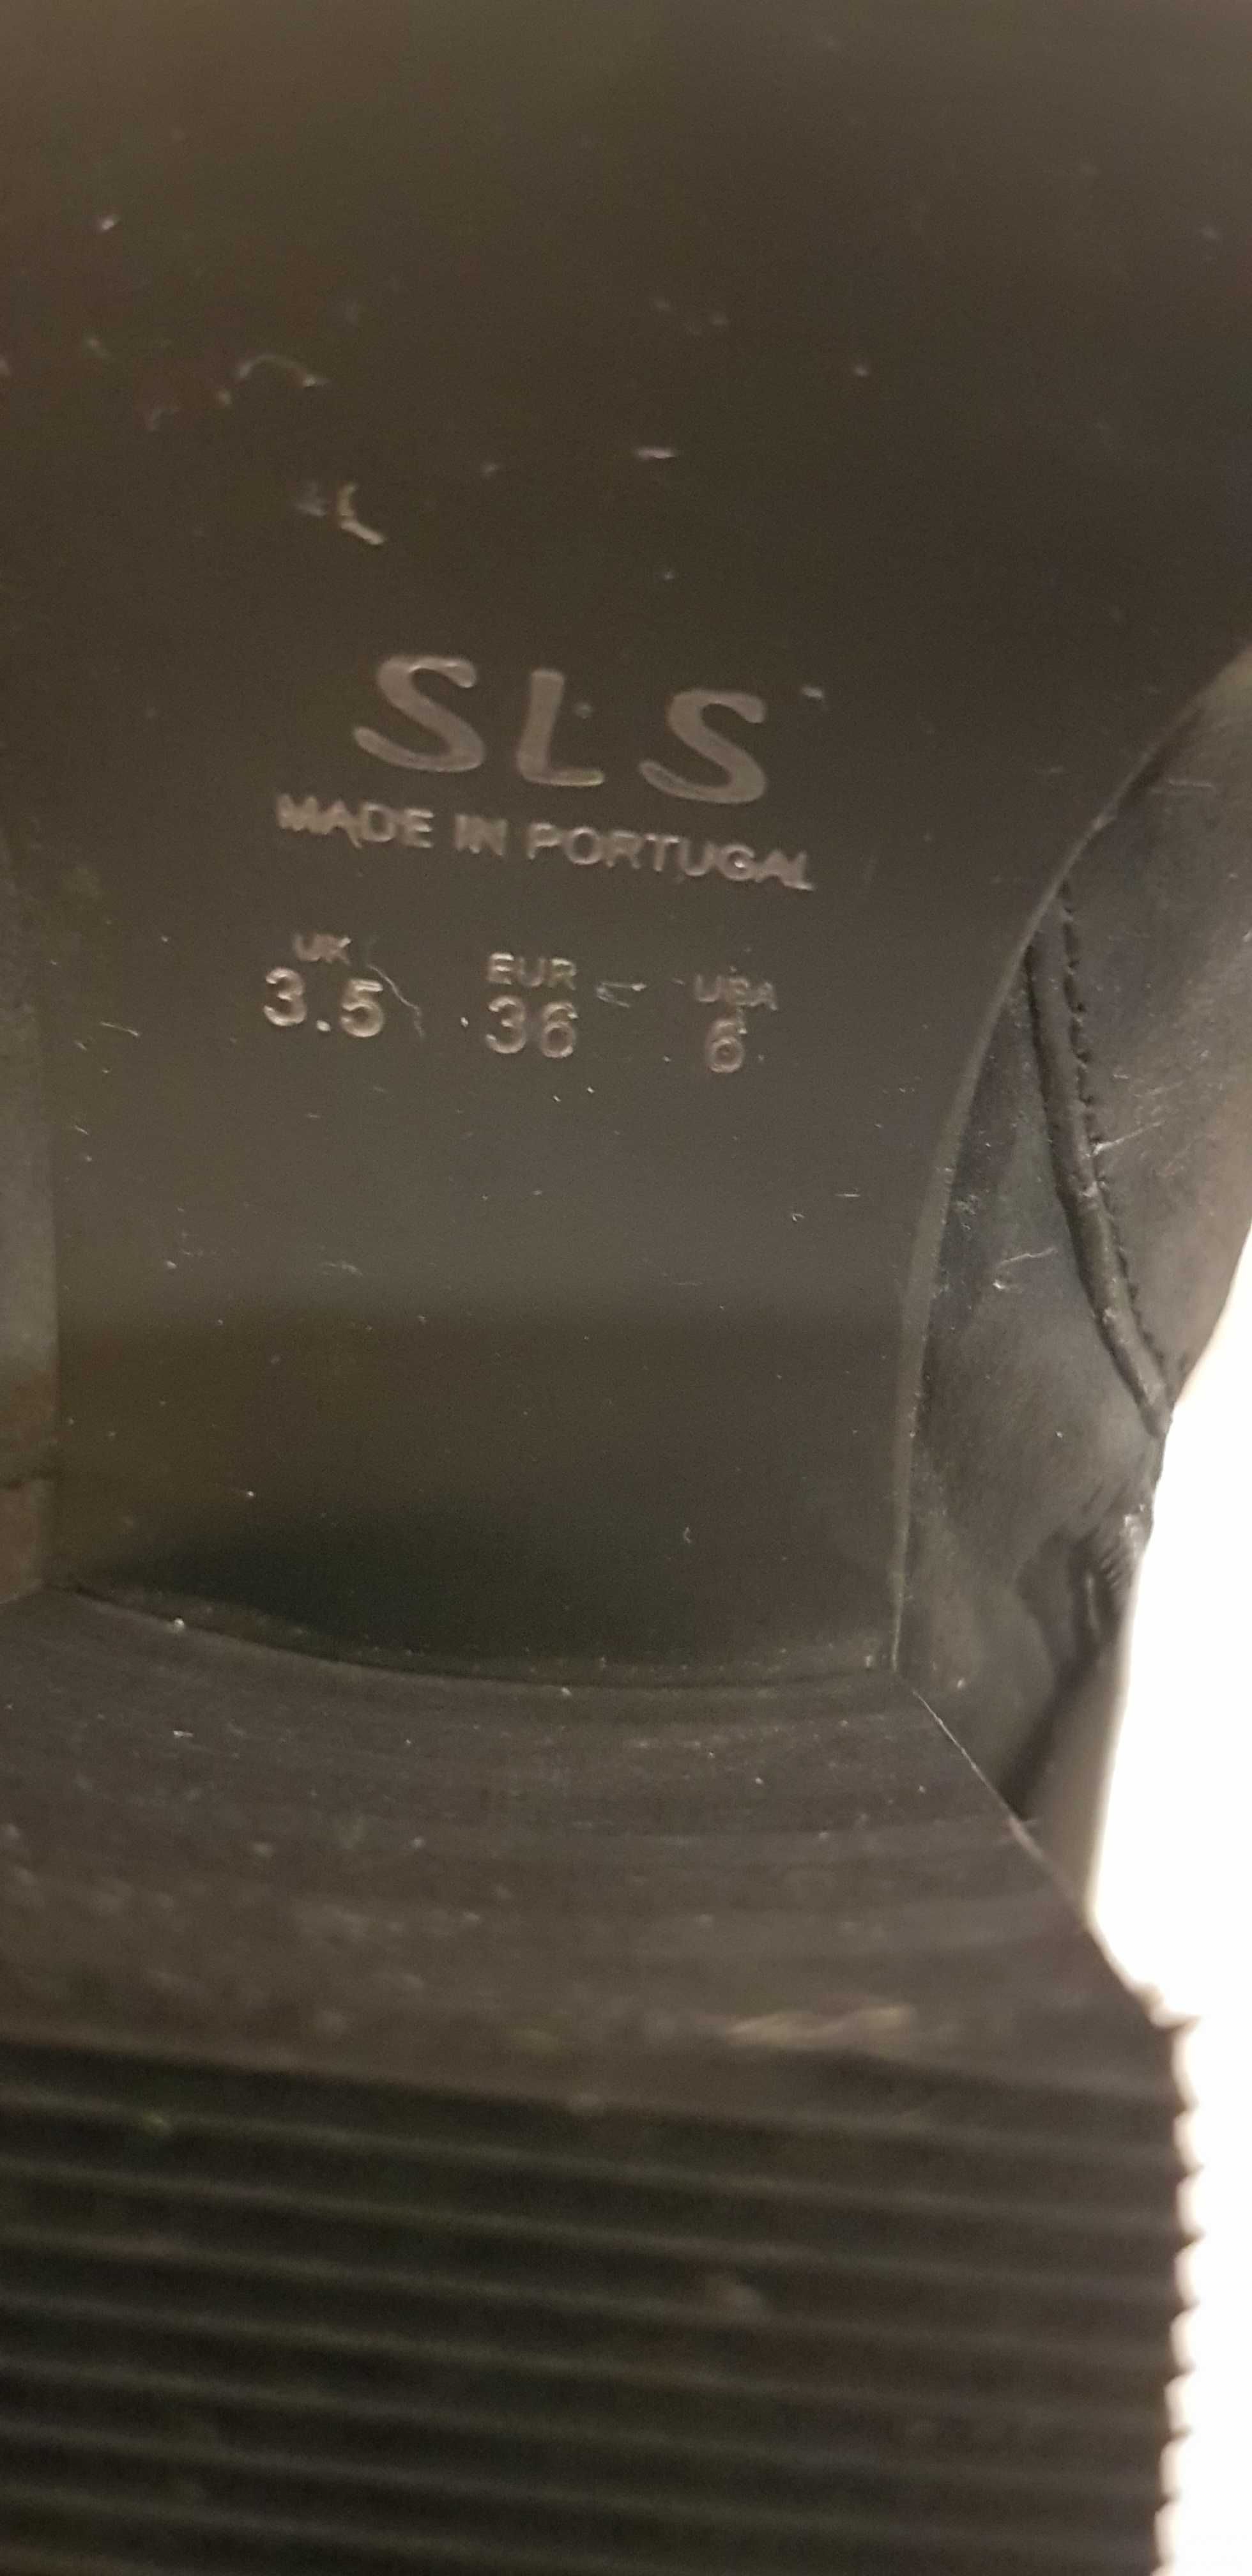 SLS
MADE IN PORTUGAL
UK EUR USA
3.5 36 6